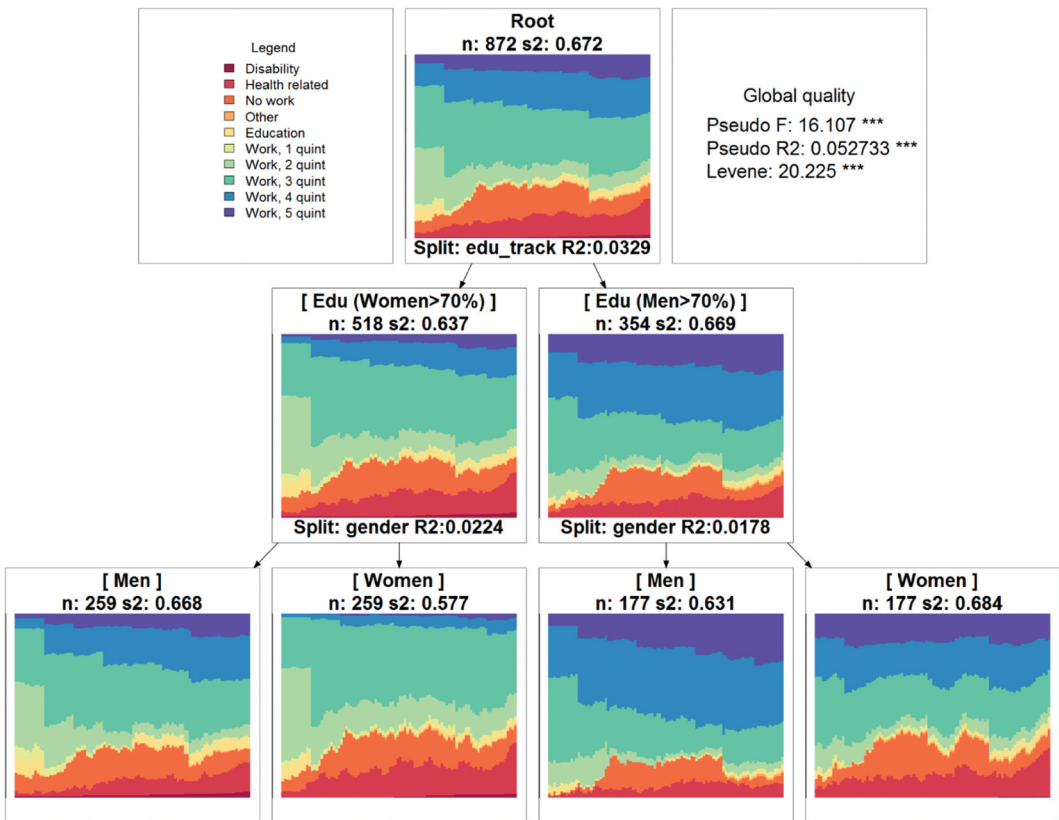 Legend
Disability
Health related
No work
Other
Education
Work, 1 quint
Work, 2 quint
Work, 3 quint
Work, 4 quint
Work, 5 quint
Root
n: 872 s2: 0.672
Split: edu_track R2:0.0329
Global quality
Pseudo F: 16.107 ***
Pseudo R2: 0.052733 ***
Levene: 20.225 ***
[ Edu (Women>70%) ]
n: 518 s2: 0.637
Split: gender R2:0.0224
[ Edu (Men>70%) ]
n: 354 s2: 0.669
Split: gender R2:0.0178
[ Men ]
n: 259 s2: 0.668
[ Women ]
n: 259 s2: 0.577
[ Men ]
n: 177 s2: 0.631
[ Women ]
n: 177 s2: 0.684